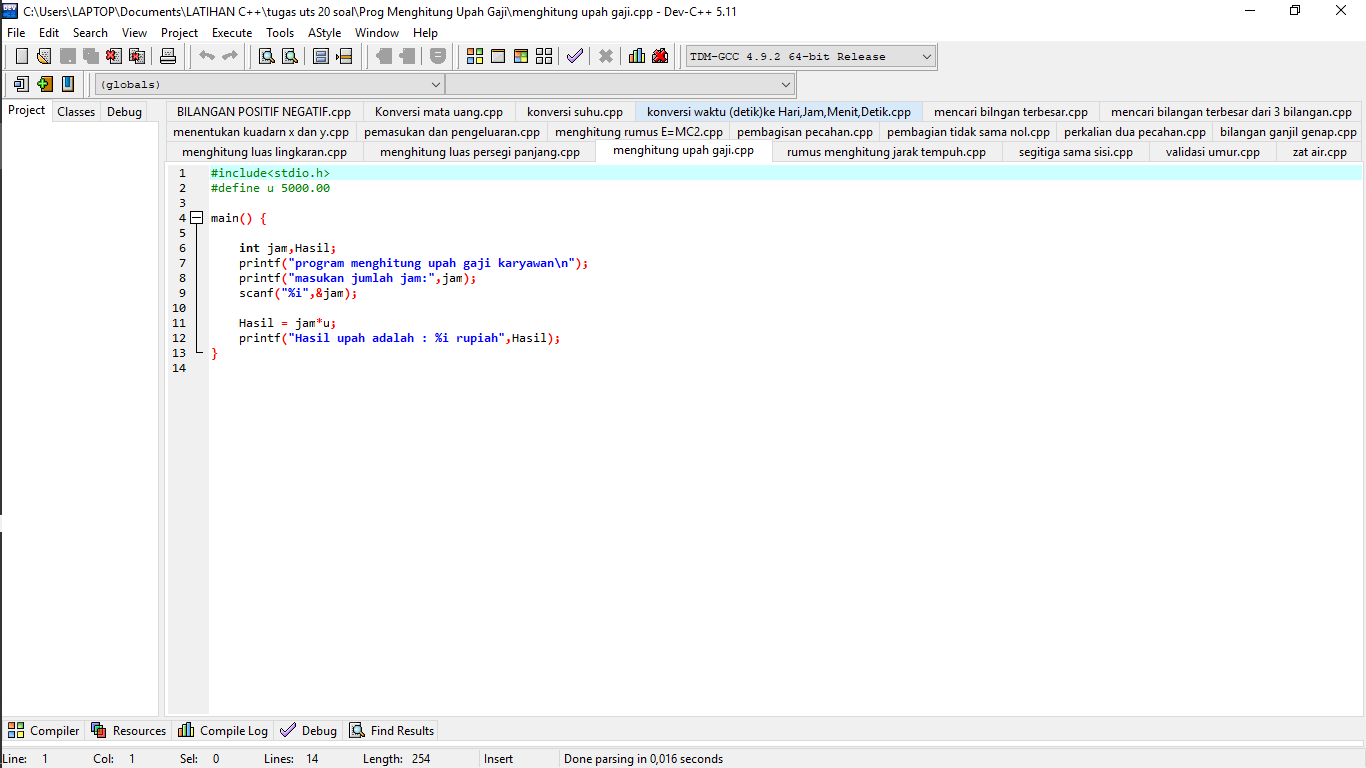 C:\Users\LAPTOP\Documents\LATIHAN C++\tugas uts 20 soal\Prog Menghitung Upah Gaji\menghitung upah gaji.cpp - Dev-C++ 5.11
File Edit Search View Project Execute Tools AStyle Window Help
TDM-GCC 4.9.2 64-bit Release
(globals)
Project Classes Debug
BILANGAN POSITIF NEGATIF.cpp Konversi mata uang.cpp konversi suhu.cpp konversi waktu (detik)ke Hari,Jam,Menit,Detik.cpp mencari bilngan terbesar.cpp mencari bilangan terbesar dari 3 bilangan.cpp
menentukan kuadarn x dan y.cpp pemasukan dan pengeluaran.cpp menghitung rumus E=MC2.cpp pembagisan pecahan.cpp pembagian tidak sama nol.cpp perkalian dua pecahan.cpp bilangan ganjil genap.cpp
menghitung luas lingkaran.cpp menghitung luas persegi panjang.cpp menghitung upah gaji.cpp rumus menghitung jarak tempuh.cpp segitiga sama sisi.cpp validasi umur.cpp zat air.cpp
1 #include<stdio.h>
2 #define u 5000.00
3
4 main() {
5
6 int jam,Hasil;
7 printf("program menghitung upah gaji karyawan\n");
8 printf("masukan jumlah jam:",jam);
9 scanf("%i",&jam);
10
11 Hasil = jam*u;
12 printf("Hasil upah adalah : %i rupiah",Hasil);
13 }
14
Compiler Resources Compile Log Debug Find Results
Line: 1 Col: 1 Sel: 0 Lines: 14 Length: 254 Insert Done parsing in 0,016 seconds